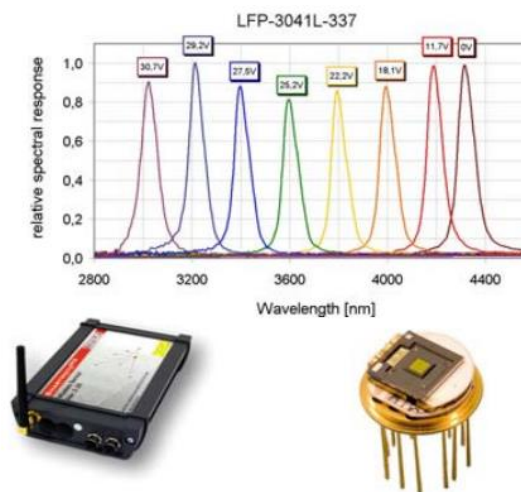 LFP-3041L-337
30,7V
29,2V
27,5V
25,2V
22,2V
18,1V
11,7V
0V
relative spectral response
1,0
0,8
0,6
0,4
0,2
0,0
2800 3200 3600 4000 4400
Wavelength [nm]